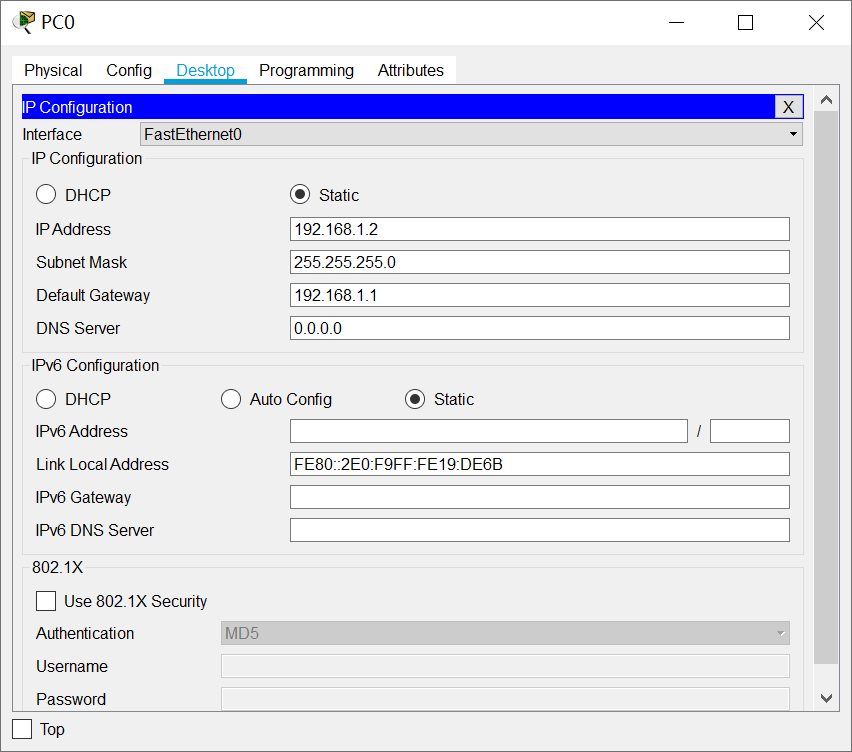 PC0
Physical Config Desktop Programming Attributes
IP Configuration X
Interface FastEthernet0
IP Configuration
DHCP Static
IP Address 192.168.1.2
Subnet Mask 255.255.255.0
Default Gateway 192.168.1.1
DNS Server 0.0.0.0
IPv6 Configuration
DHCP Auto Config Static
IPv6 Address /
Link Local Address FE80::2E0:F9FF:FE19:DE6B
IPv6 Gateway
IPv6 DNS Server
802.1X
Use 802.1X Security
Authentication MD5
Username
Password
Top